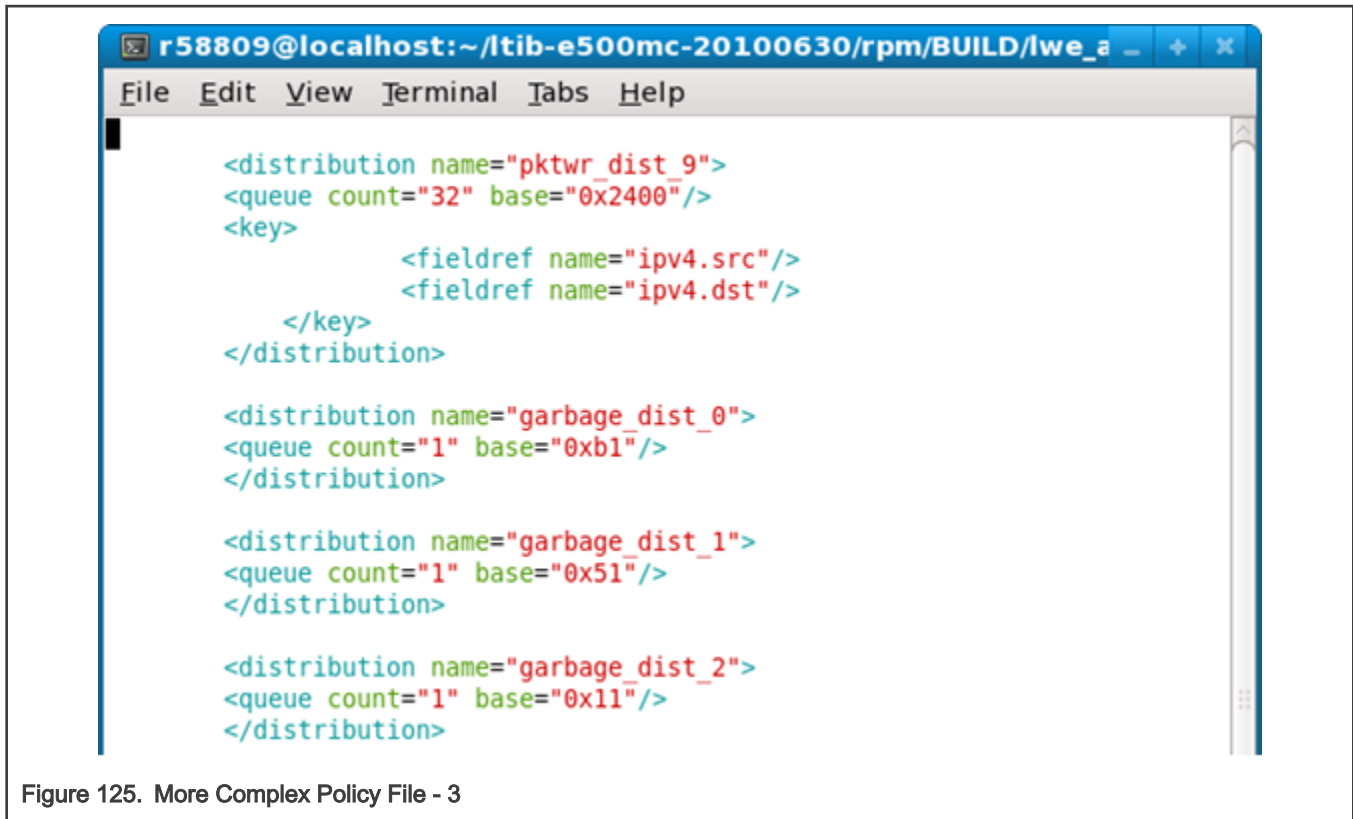 r58809@localhost:~/ltib-e500mc-20100630/rpm/BUILD/lwe_a
File Edit View Terminal Tabs Help
<distribution name="pktwr_dist_9">
<queue count="32" base="0x2400"/>
<key>
<fieldref name="ipv4.src"/>
<fieldref name="ipv4.dst"/>
</key>
</distribution>
<distribution name="garbage_dist_0">
<queue count="1" base="0xb1"/>
</distribution>
<distribution name="garbage_dist_1">
<queue count="1" base="0x51"/>
</distribution>
<distribution name="garbage_dist_2">
<queue count="1" base="0x11"/>
</distribution>
Figure 125. More Complex Policy File - 3